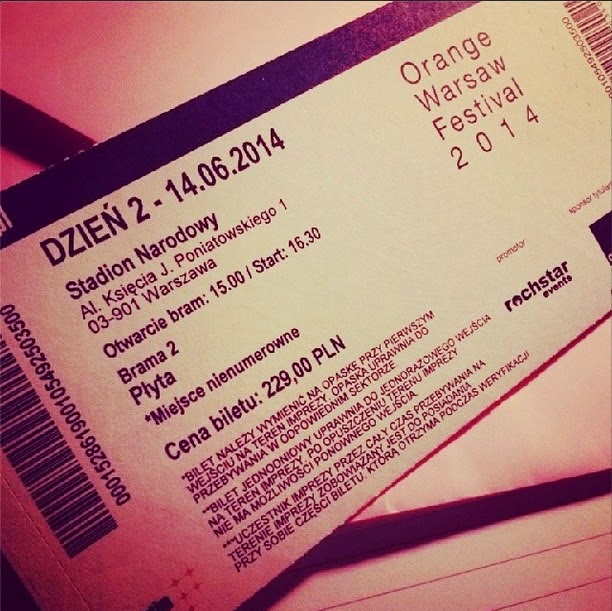 Orange
Warsaw
Festival
2014
DZIEŃ 2 - 14.06.2014
Stadion Narodowy
Al. Księcia J. Poniatowskiego 1
03-901 Warszawa
Otwarcie bram: 15.00 / Start: 16.30
Brama 2
Płyta
*Miejsce nienumerowne
Cena biletu: 229,00 PLN
promotor
rockstar
events
*BILET NALEŻY WYMIENIĆ NA OPASKĘ PRZY PIERWSZYM
WEJŚCIU NA TEREN IMPREZY. OPASKA UPRAWNIA DO
PRZEBYWANIA W ODPOWIEDNIM SEKTORZE
**BILET JEDNODNIOWY UPRAWNIA DO JEDNORAZOWEGO WEJŚCIA
NA TEREN IMPREZY. PO OPUSZCZENIU TERENU IMPREZY
NIE MA MOŻLIWOŚCI PONOWNEGO WEJŚCIA.
***UCZESTNIK IMPREZY PRZEZ CAŁY CZAS PRZEBYWANIA NA
TERENIE IMPREZY ZOBOWIĄZANY JEST DO POSIADANIA
PRZY SOBIE CZĘŚCI BILETU KTÓRĄ OTRZYMA PODCZAS WERYFIKACJI